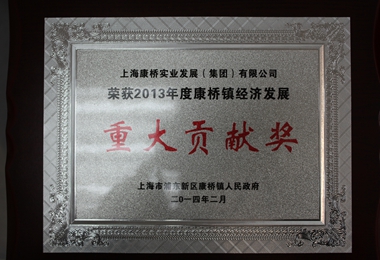 上海康桥实业发展（集团）有限公司
荣获2013年度康桥镇经济发展
重大贡献奖
上海市浦东新区康桥镇人民政府
二〇一四年二月